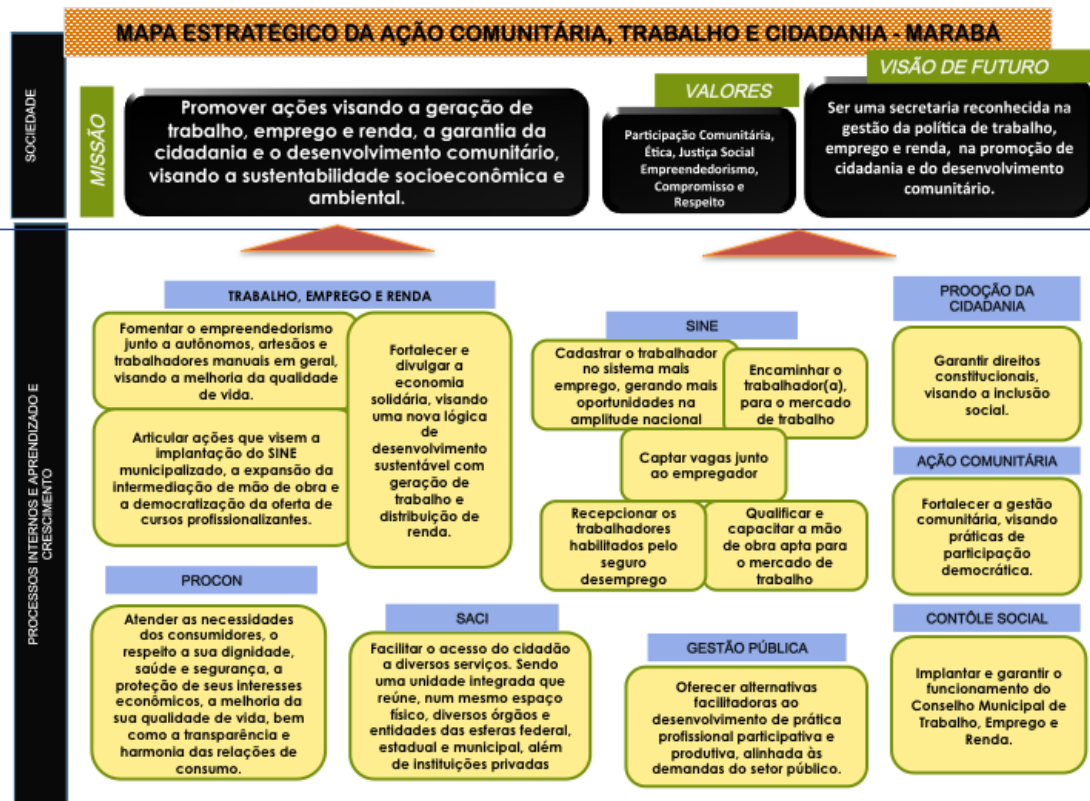 MAPA ESTRATÉGICO DA AÇÃO COMUNITÁRIA, TRABALHO E CIDADANIA - MARABÁ
SOCIEDADE
MISSÃO
Promover ações visando a geração de
trabalho, emprego e renda, a garantia da
cidadania e o desenvolvimento comunitário,
visando a sustentabilidade socioeconômica e
ambiental.
VALORES
Participação Comunitária,
Ética, Justiça Social
Empreendedorismo,
Compromisso e
Respeito
VISÃO DE FUTURO
Ser uma secretaria reconhecida na
gestão da política de trabalho,
emprego e renda, na promoção de
cidadania e do desenvolvimento
comunitário.
PROCESSOS INTERNOS E APRENDIZADO E
CRESCIMENTO
TRABALHO, EMPREGO E RENDA
Fomentar o empreendedorismo
junto a autônomos, artesãos e
trabalhadores manuais em geral,
visando a melhoria da qualidade
de vida.
Articular ações que visem a
implantação do SINE
municipalizado, a expansão da
intermediação de mão de obra e
a democratização da oferta de
cursos profissionalizantes.
Fortalecer e
divulgar a
economia
solidária, visando
uma nova lógica
de
desenvolvimento
sustentável com
geração de
trabalho e
distribuição de
renda.
SINE
Cadastrar o trabalhador
no sistema mais
emprego, gerando mais
oportunidades na
amplitude nacional
Encaminhar o
trabalhador(a),
para o mercado
de trabalho
Captar vagas junto
ao empregador
Recepcionar os
trabalhadores
habilitados pelo
seguro
desemprego
Qualificar e
capacitar a mão
de obra apta para
o mercado de
trabalho
PROOÇÃO DA
CIDADANIA
Garantir direitos
constitucionais,
visando a inclusão
social.
AÇÃO COMUNITÁRIA
Fortalecer a gestão
comunitária, visando
práticas de
participação
democrática.
PROCON
Atender as necessidades
dos consumidores, o
respeito a sua dignidade,
saúde e segurança, a
proteção de seus interesses
econômicos, a melhoria da
sua qualidade de vida, bem
como a transparência e
harmonia das relações de
consumo.
SACI
Facilitar o acesso do cidadão
a diversos serviços. Sendo
uma unidade integrada que
reúne, num mesmo espaço
físico, diversos órgãos e
entidades das esferas federal,
estadual e municipal, além
de instituições privadas
GESTÃO PÚBLICA
Oferecer alternativas
facilitadoras ao
desenvolvimento de prática
profissional participativa e
produtiva, alinhada às
demandas do setor público.
CONTÔLE SOCIAL
Implantar e garantir o
funcionamento do
Conselho Municipal de
Trabalho, Emprego e
Renda.